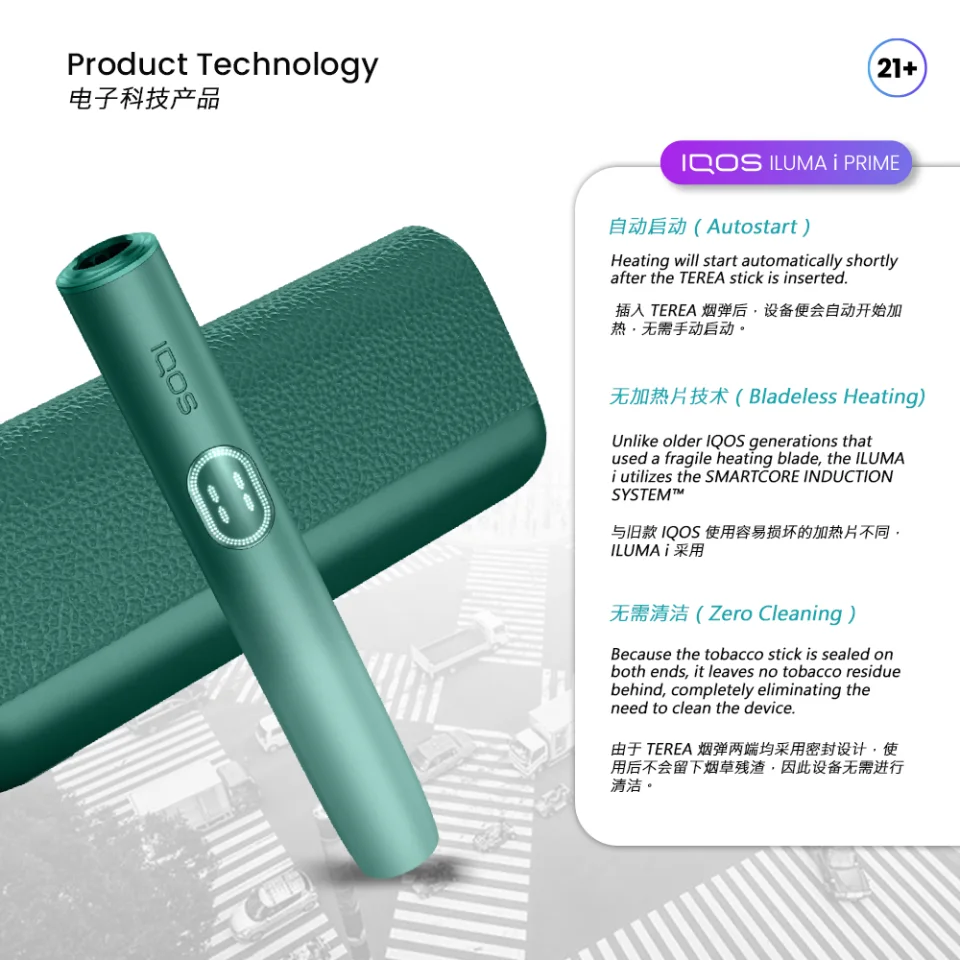 Product Technology
电子科技产品
21+
IQOS ILUMA i PRIME
IQOS
自动启动 ( Autostart )
Heating will start automatically shortly
after the TEREA stick is inserted.
插入 TEREA 烟弹后，设备便会自动开始加
热，无需手动启动。
无加热片技术 ( Bladeless Heating)
Unlike older IQOS generations that
used a fragile heating blade, the ILUMA
i utilizes the SMARTCORE INDUCTION
SYSTEM™
与旧款 IQOS 使用容易损坏的加热片不同，
ILUMA i 采用
无需清洁 ( Zero Cleaning )
Because the tobacco stick is sealed on
both ends, it leaves no tobacco residue
behind, completely eliminating the
need to clean the device.
由于 TEREA 烟弹两端均采用密封设计，使
用后不会留下烟草残渣，因此设备无需进行
清洁。